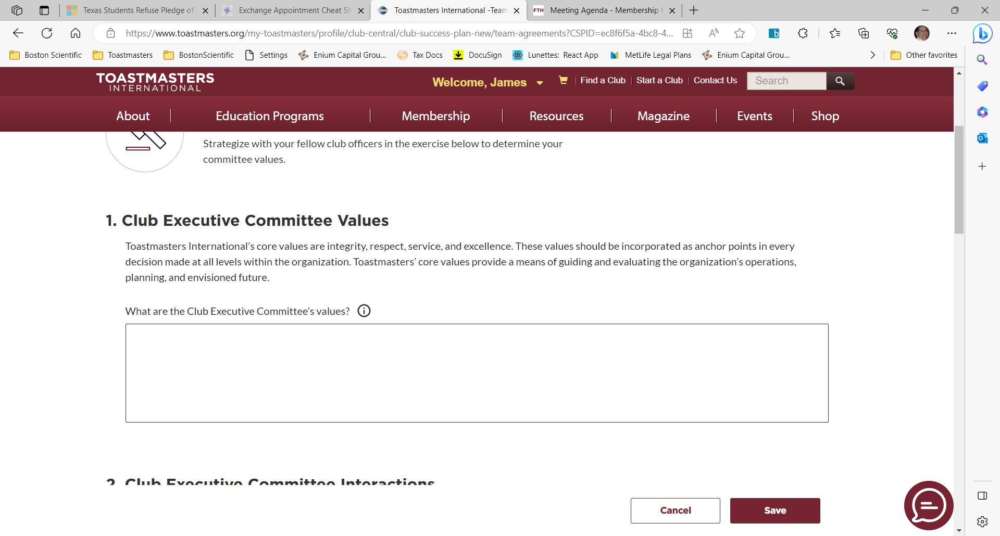 Texas Students Refuse Pledge of
Exchange Appointment Cheat Sh
Toastmasters International -Team
FTH Meeting Agenda - Membership
https://www.toastmasters.org/my-toastmasters/profile/club-central/club-success-plan-new/team-agreements?CSPID=ec8f6f5a-4bc8-4...
Boston Scientific Toastmasters BostonScientific Settings Enium Capital Grou... Tax Docs DocuSign Lunettes: React App MetLife Legal Plans Enium Capital Grou... Other favorites
TOASTMASTERS
INTERNATIONAL
Welcome, James Find a Club Start a Club Contact Us Search
About Education Programs Membership Resources Magazine Events Shop
Strategize with your fellow club officers in the exercise below to determine your
committee values.
1. Club Executive Committee Values
Toastmasters International’s core values are integrity, respect, service, and excellence. These values should be incorporated as anchor points in every
decision made at all levels within the organization. Toastmasters’ core values provide a means of guiding and evaluating the organization’s operations,
planning, and envisioned future.
What are the Club Executive Committee’s values?
2. Club Executive Committee Interactions
Cancel Save